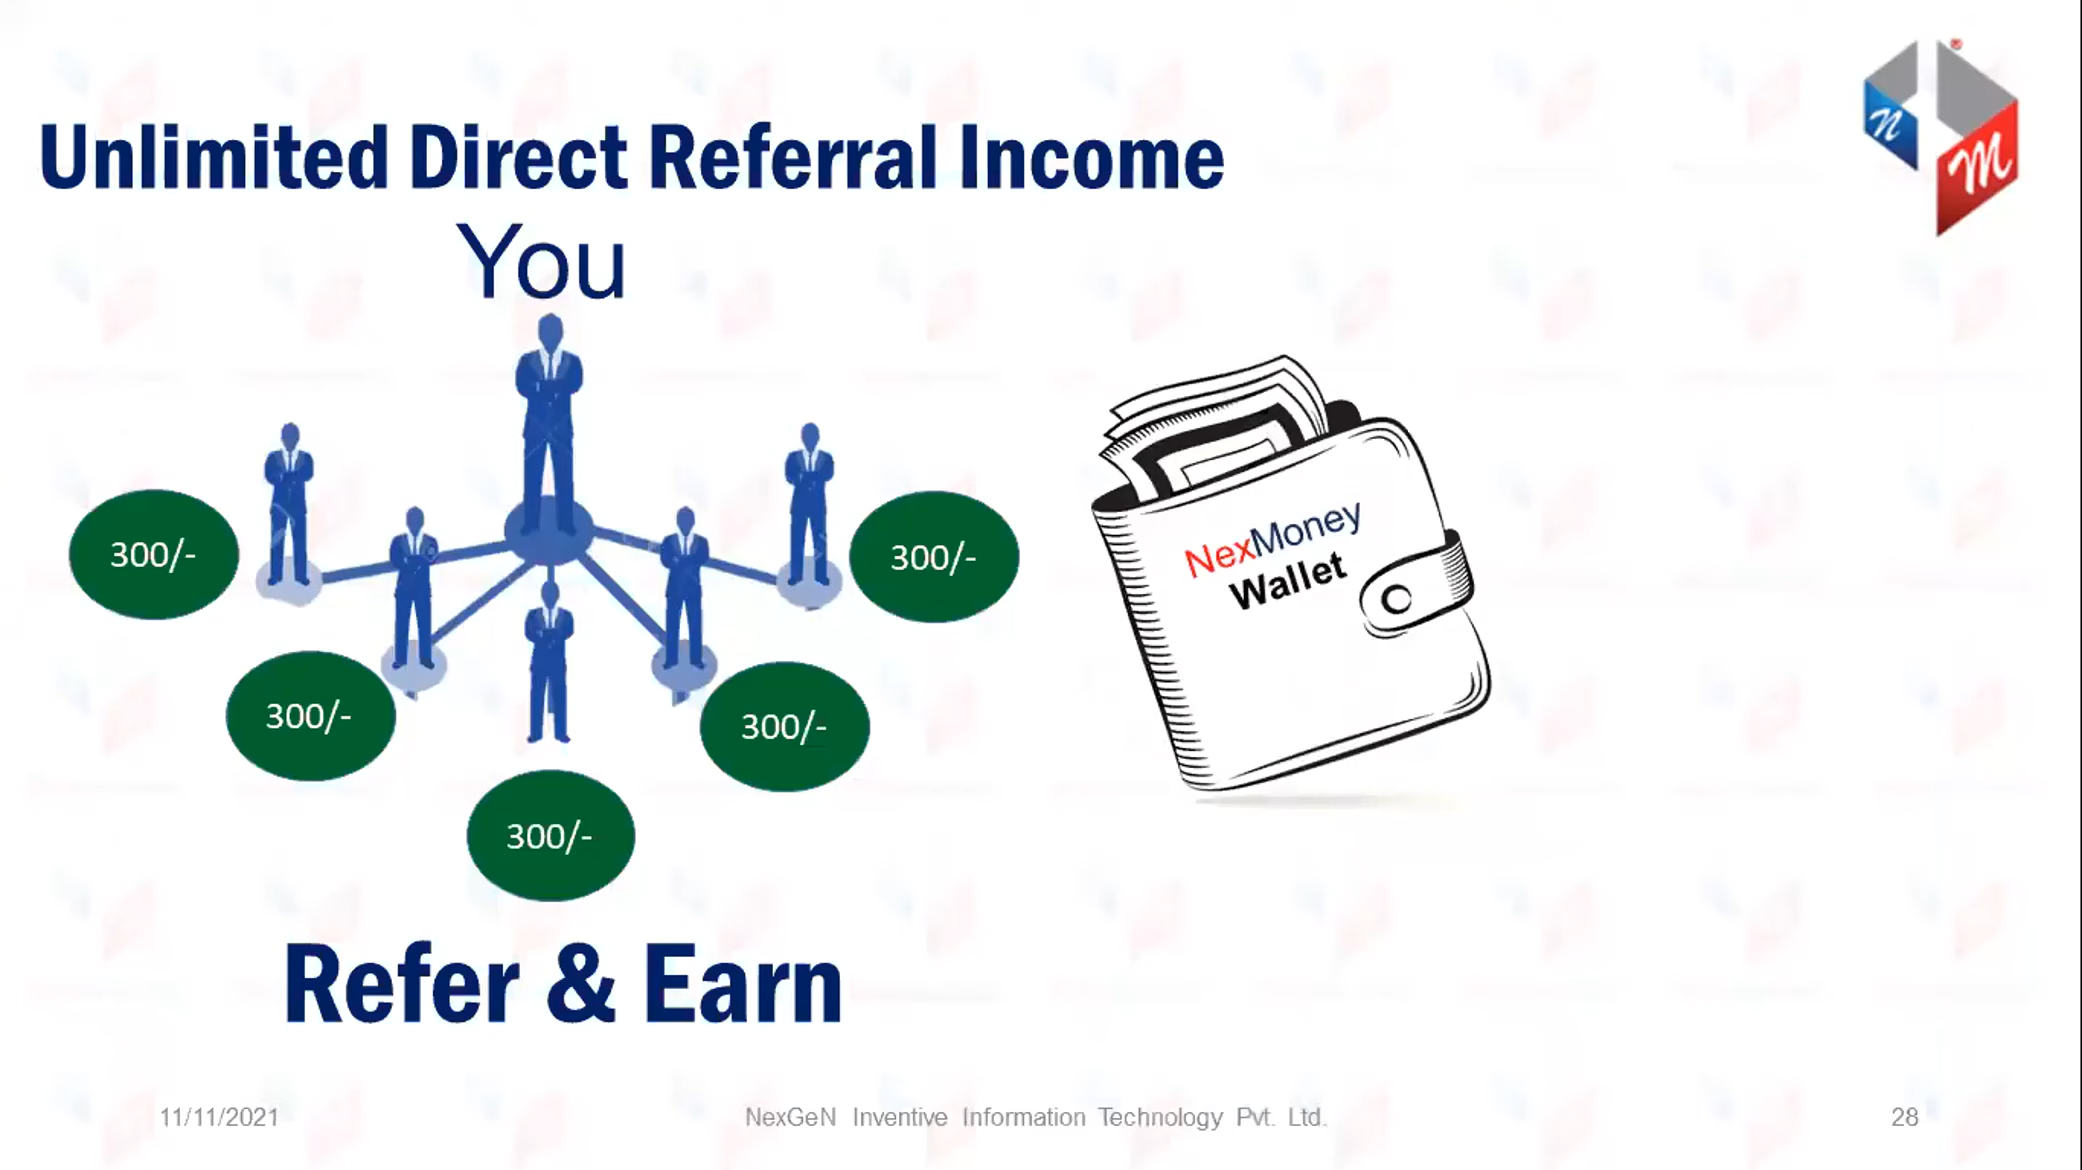 Unlimited Direct Referral Income
You
300/-
300/-
300/-
300/-
300/-
NexMoney
Wallet
Refer & Earn
n
M
®
11/11/2021
NexGeN Inventive Information Technology Pvt. Ltd.
28